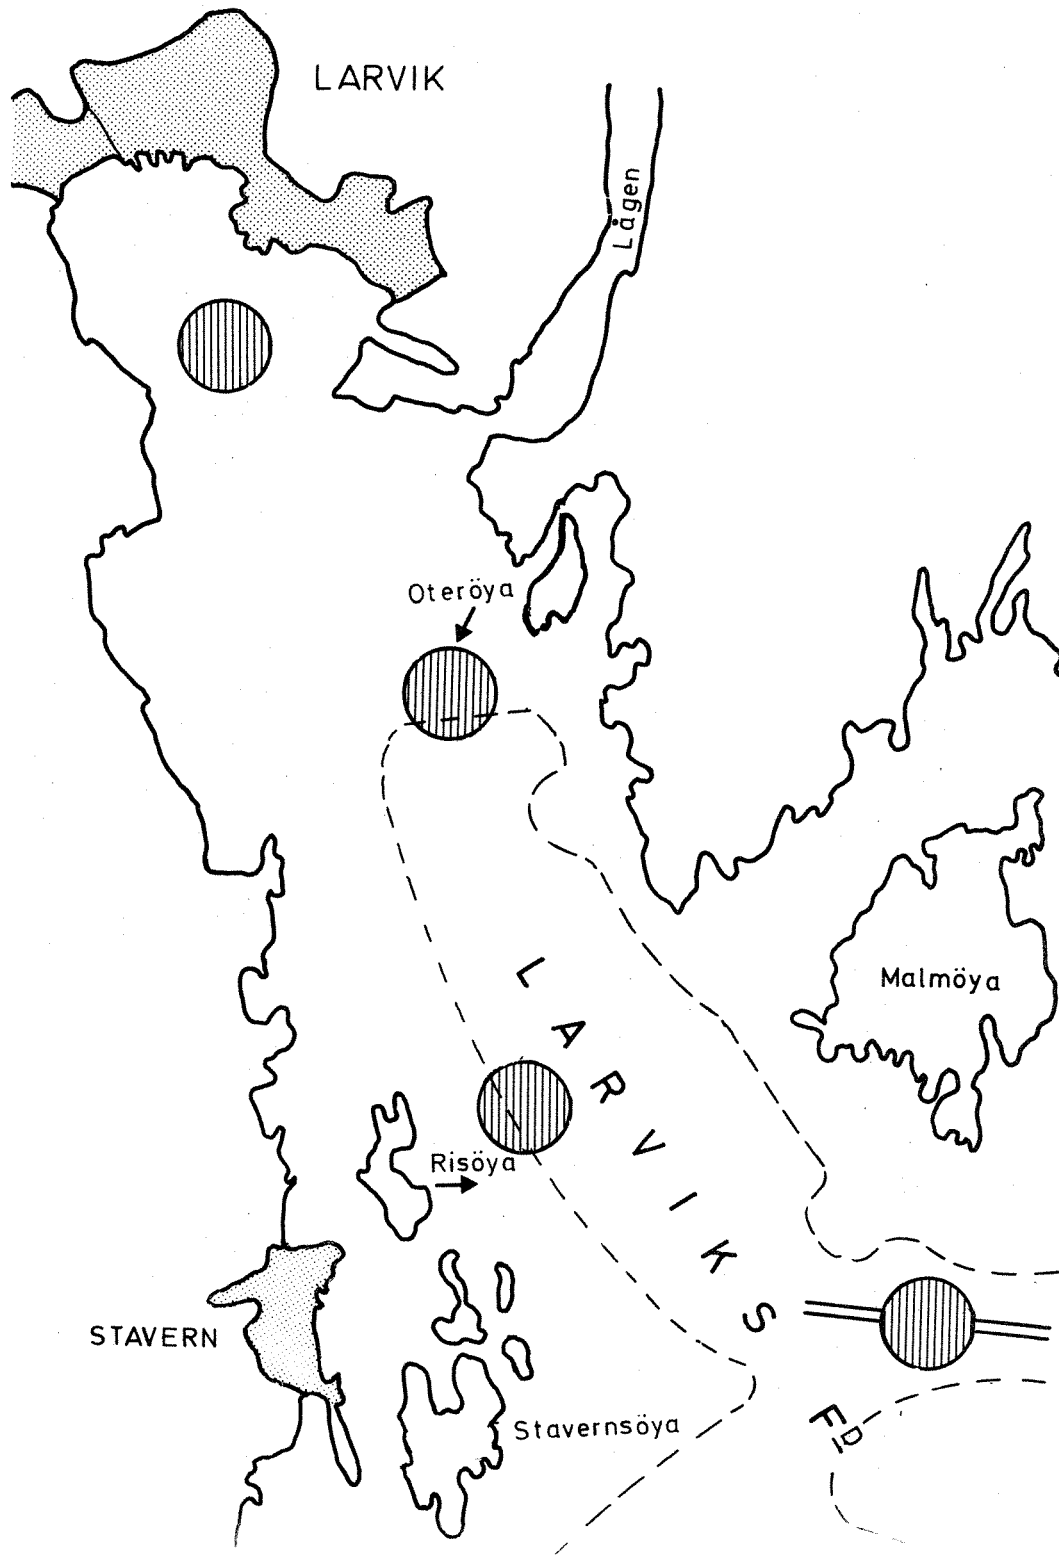 LARVIK
Lågen
Oteröya
Malmöya
LARVIKS FD
Risöya
STAVERN
Stavernsöya